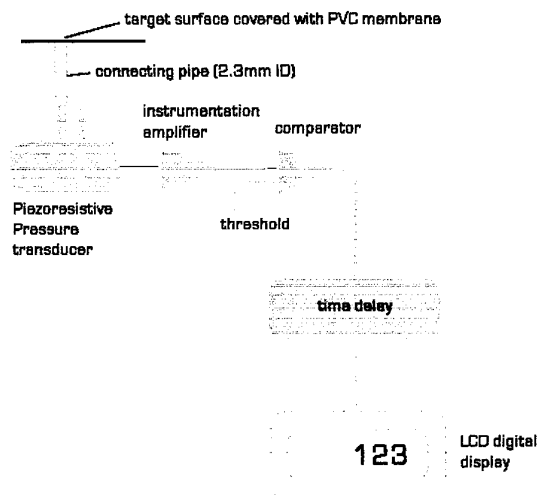 target surface covered with PVC membrane
connecting pipe (2.3mm ID)
instrumentation
amplifier
comparator
Piezoresistive
Pressure
transducer
threshold
time delay
123
LCD digital
display